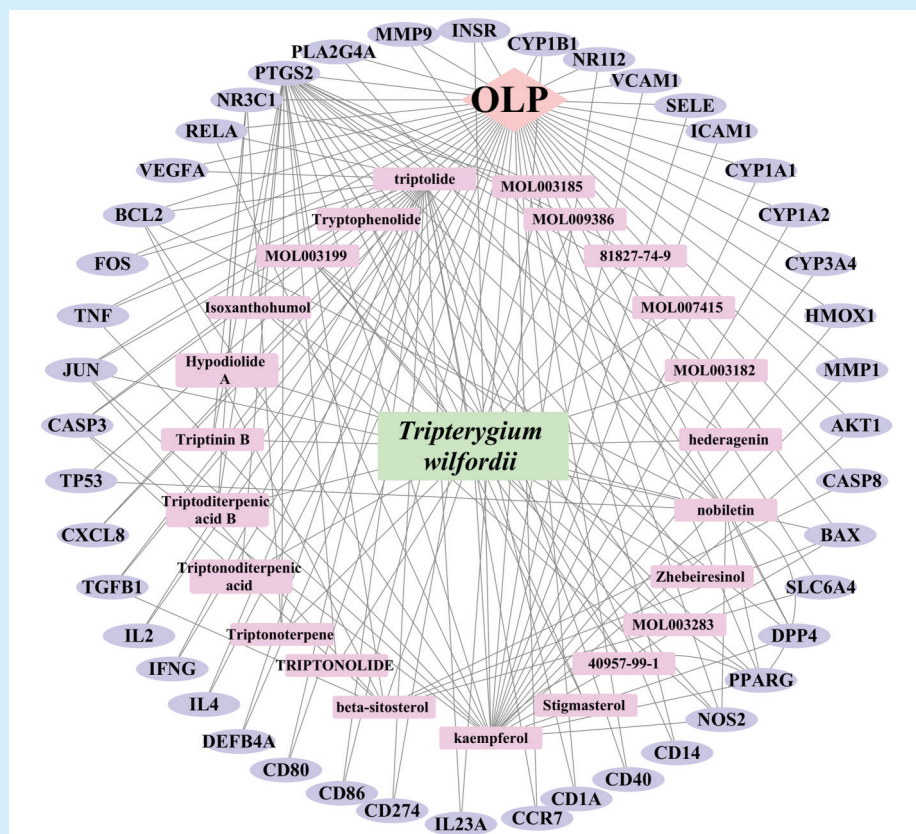 INSR
MMP9
CYP1B1
PLA2G4A
NR1I2
PTGS2
VCAM1
NR3C1
OLP
SELE
RELA
ICAM1
VEGFA
CYP1A1
triptolide
MOL003185
BCL2
Tryptophenolide
MOL009386
CYP1A2
FOS
MOL003199
81827-74-9
CYP3A4
TNF
Isoxanthohumol
MOL007415
HMOX1
JUN
Hypodiolide
A
MOL003182
MMP1
CASP3
Triptinin B
Tripterygium
wilfordii
hederagenin
AKT1
TP53
CASP8
Triptoditerpenic
acid B
nobiletin
CXCL8
BAX
TGFB1
Triptonoditerpenic
acid
Zhebeiresinol
SLC6A4
IL2
Triptonoterpene
MOL003283
DPP4
IFNG
TRIPTONOLIDE
40957-99-1
PPARG
IL4
beta-sitosterol
Stigmasterol
NOS2
DEFB4A
kaempferol
CD14
CD80
CD40
CD86
CD1A
CD274
CCR7
IL23A